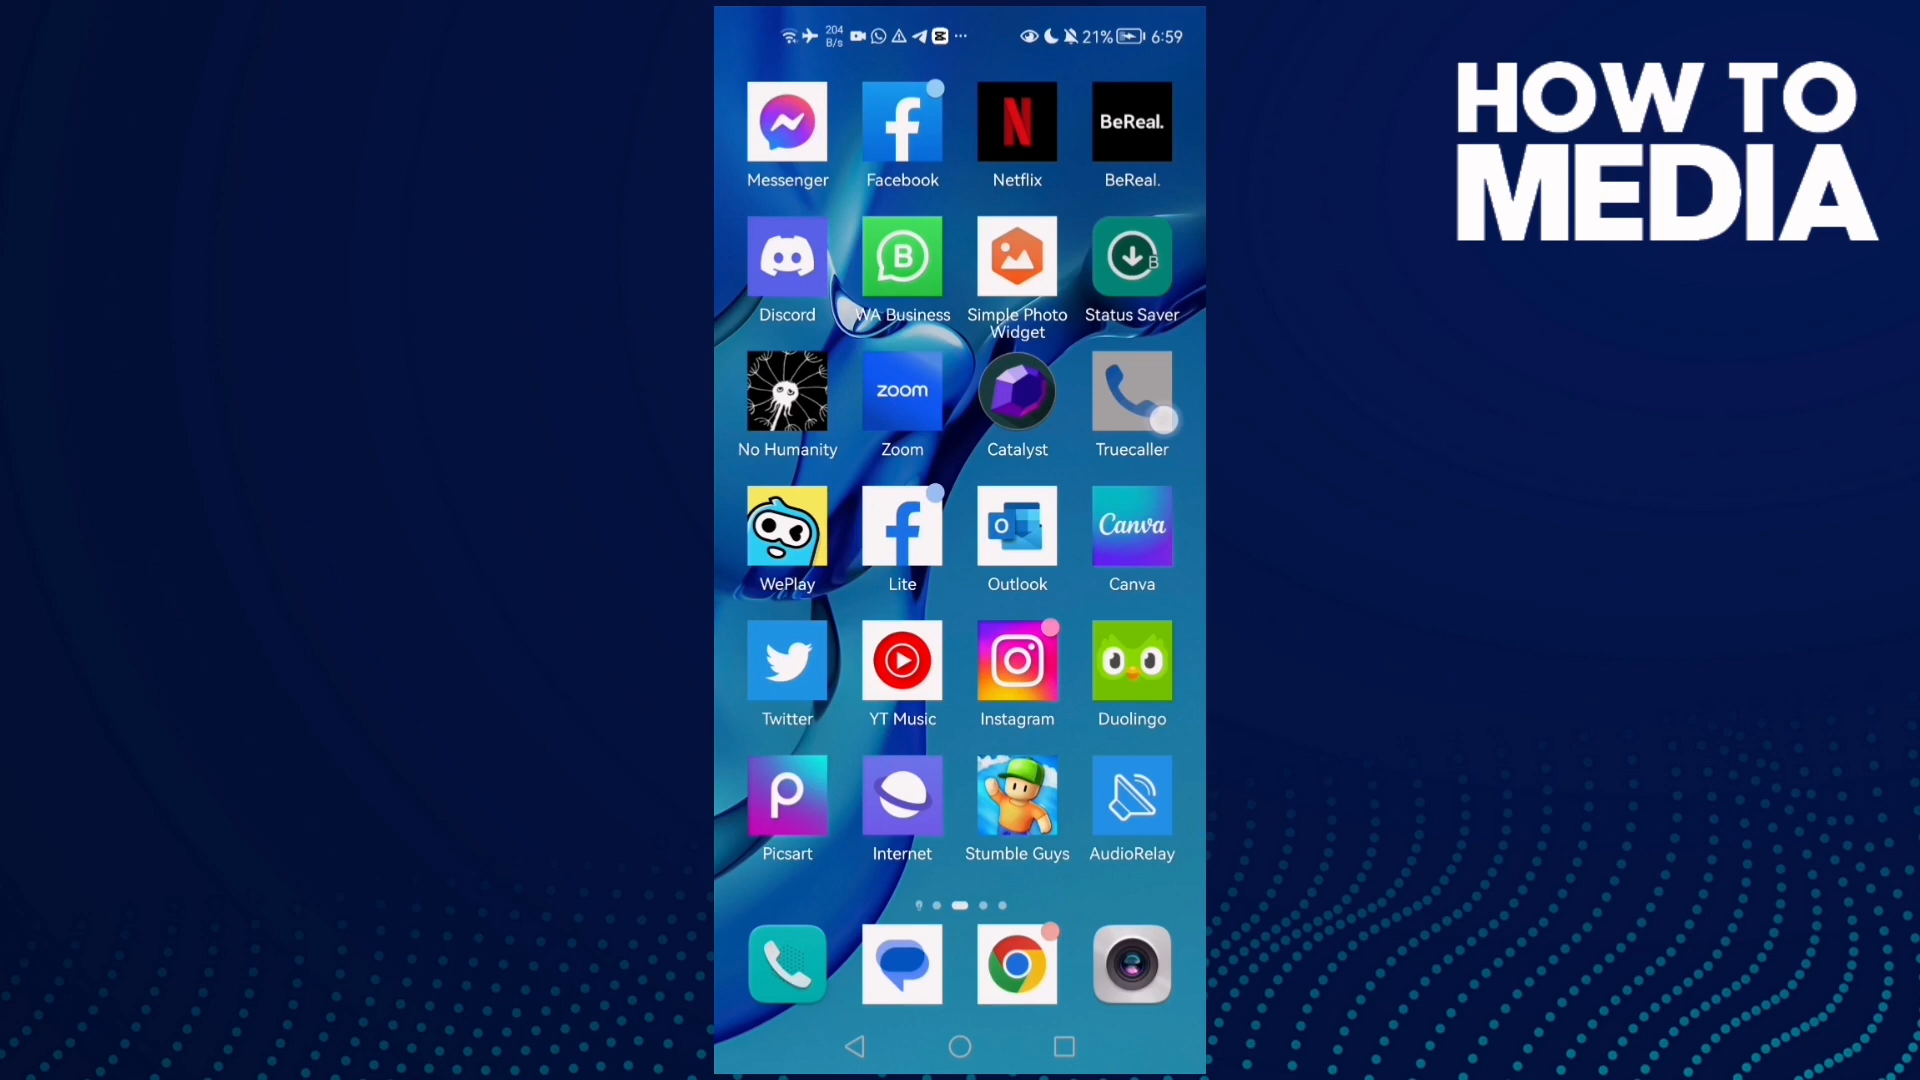 HOW TO
MEDIA
204
B/s
21%
6:59
Messenger
Facebook
Netflix
BeReal.
BeReal.
Discord
B
WA Business
Simple Photo
Widget
B
Status Saver
No Humanity
zoom
Zoom
Catalyst
Truecaller
WePlay
Lite
O
Outlook
Canva
Canva
Twitter
YT Music
Instagram
Duolingo
Picsart
Internet
Stumble Guys
AudioRelay